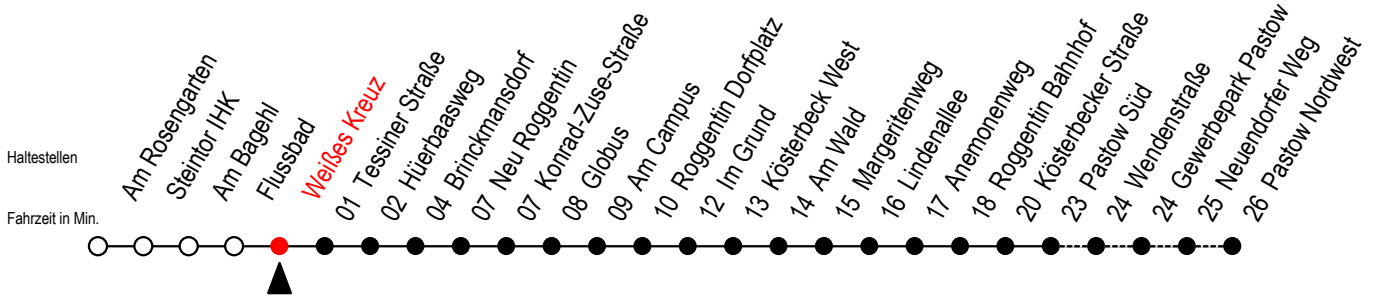 Haltestellen
Fahrzeit in Min.
Am Rosengarten
Steintor IHK
Am Bagehl
Flussbad
Weißes Kreuz
01 Tessiner Straße
02 Hüerbaasweg
04 Brinckmansdorf
07 Neu Roggentin
07 Konrad-Zuse-Straße
08 Globus
09 Am Campus
10 Roggentin Dorfplatz
12 Im Grund
13 Kösterbeck West
14 Am Wald
15 Margeritenweg
16 Lindenallee
17 Anemonenweg
18 Roggentin Bahnhof
20 Kösterbecker Straße
23 Pastow Süd
24 Wendenstraße
24 Gewerbepark Pastow
25 Neuendorfer Weg
26 Pastow Nordwest